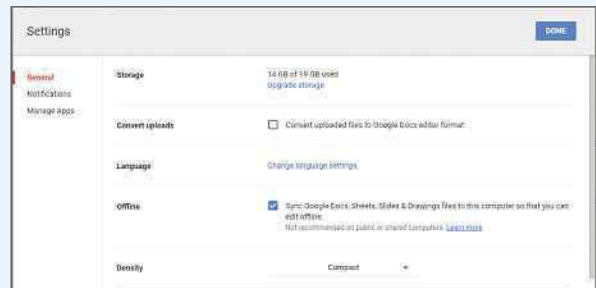 Settings
DONE
General
Notifications
Manage Apps
Storage
14 GB of 19 GB used
Upgrade storage
Convert uploads
Convert uploaded files to Google Docs editor format
Language
Change language settings
Offline
Sync Google Docs, Sheets, Slides & Drawings files to this computer so that you can
edit offline.
Not recommended on public or shared computers. Learn more
Density
Compact